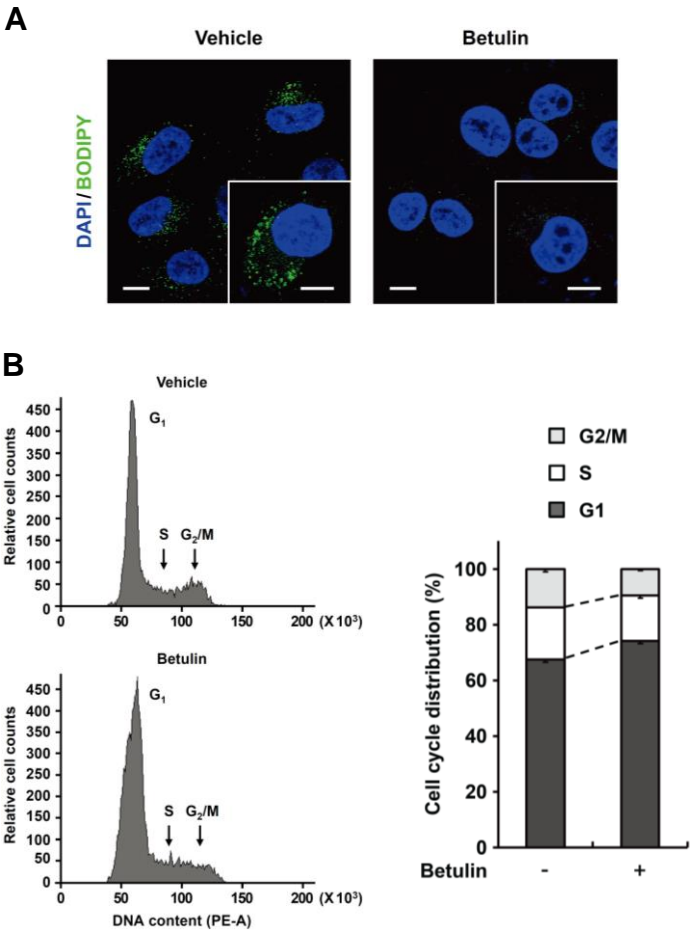 A
Vehicle
Betulin
DAPI/BODIPY
B
Vehicle
Relative cell counts
450
400
350
300
250
200
150
100
50
0
G1
S
G2/M
0
50
100
150
200
(X10³)
Betulin
Relative cell counts
450
400
350
300
250
200
150
100
50
0
G1
S
G2/M
0
50
100
150
200
(X10³)
DNA content (PE-A)
G2/M
S
G1
Cell cycle distribution (%)
100
80
60
40
20
0
Betulin
-
+